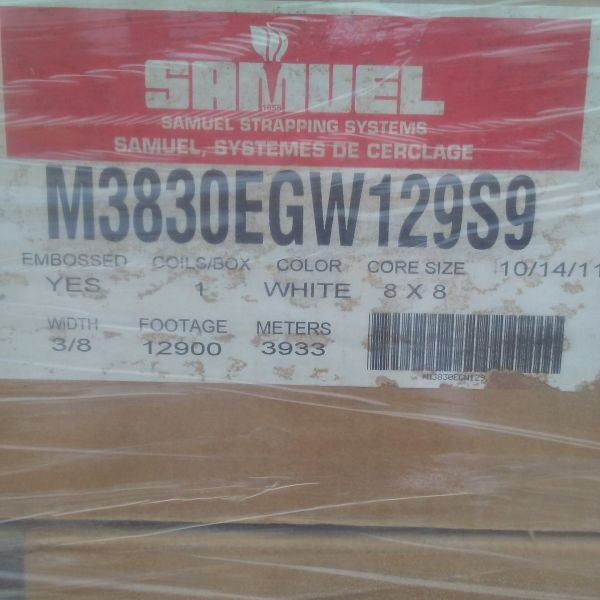 SAMUEL
1855
SAMUEL STRAPPING SYSTEMS
SAMUEL, SYSTEMES DE CERCLAGE
M3830EGW129S9
EMBOSSED COILS/BOX COLOR CORE SIZE 10/14/11
YES 1 WHITE 8 X 8
WIDTH FOOTAGE METERS
3/8 12900 3933